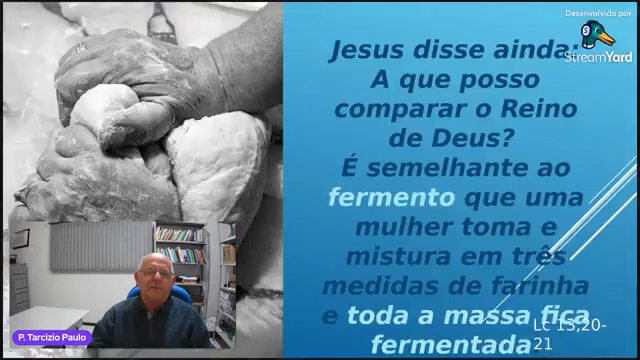 Desenvolvido por
StreamYard
Jesus disse ainda:
A que posso
comparar o Reino
de Deus?
É semelhante ao
fermento que uma
mulher toma e
mistura em três
medidas de farinha
e toda a massa fica
fermentada
Lc 13,20-
21
P. Tarcizio Paulo